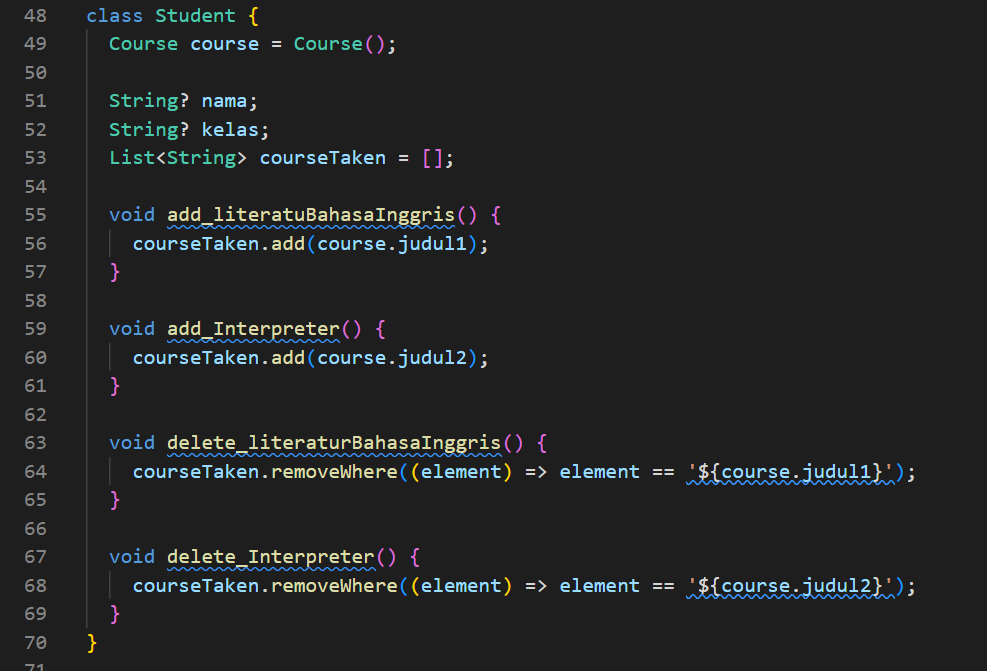 48 class Student {
49 Course course = Course();
50
51 String? nama;
52 String? kelas;
53 List<String> courseTaken = [];
54
55 void add_literatuBahasaInggris() {
56 courseTaken.add(course.judul1);
57 }
58
59 void add_Interpreter() {
60 courseTaken.add(course.judul2);
61 }
62
63 void delete_literaturBahasaInggris() {
64 courseTaken.removeWhere((element) => element == '${course.judul1}');
65 }
66
67 void delete_Interpreter() {
68 courseTaken.removeWhere((element) => element == '${course.judul2}');
69 }
70 }
71